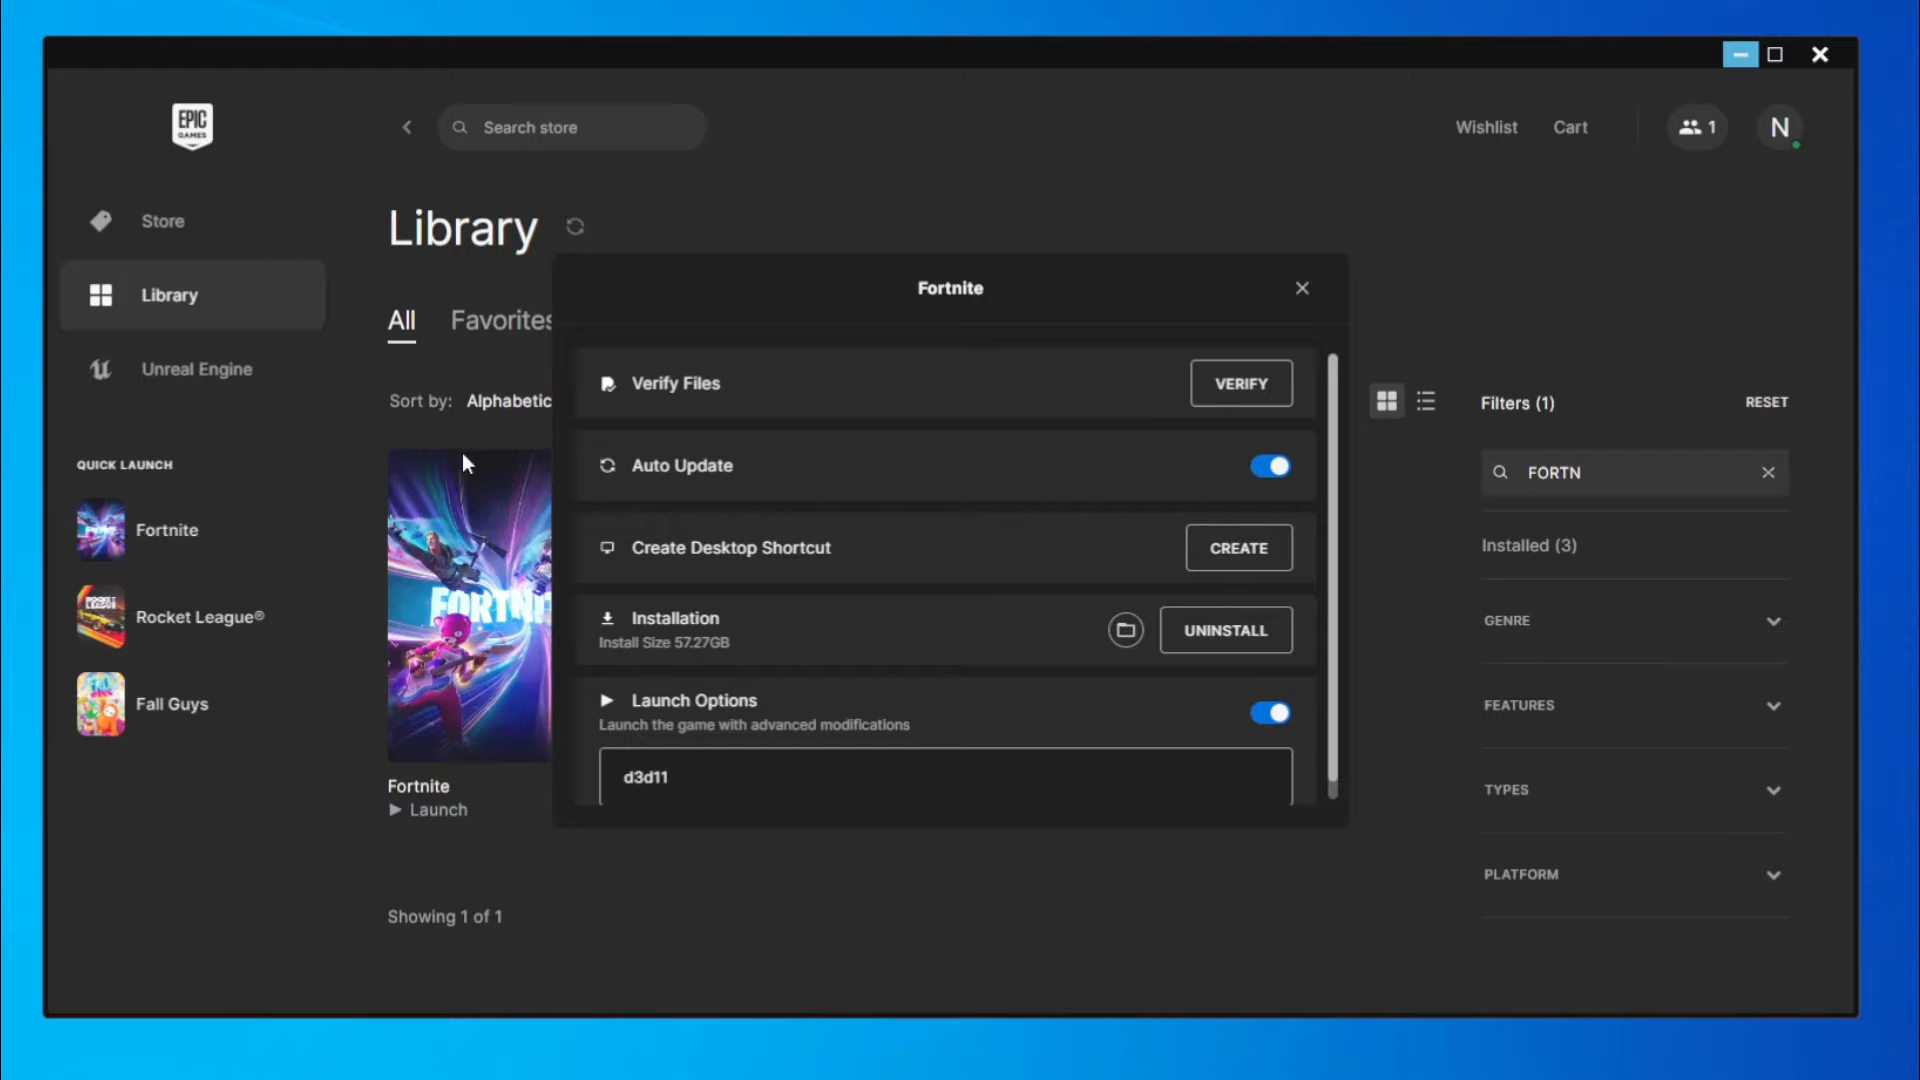 EPIC
GAMES
Search store
Wishlist
Cart
1
N
Store
Library
Unreal Engine
QUICK LAUNCH
Fortnite
Rocket League®
Fall Guys
Library
All
Favorites
Sort by: Alphabetic
FORTN
Fortnite
Launch
Showing 1 of 1
Fortnite
Verify Files
VERIFY
Auto Update
Create Desktop Shortcut
CREATE
Installation
Install Size 57.27GB
UNINSTALL
Launch Options
Launch the game with advanced modifications
d3d11
Filters (1)
RESET
FORTN
Installed (3)
GENRE
FEATURES
TYPES
PLATFORM